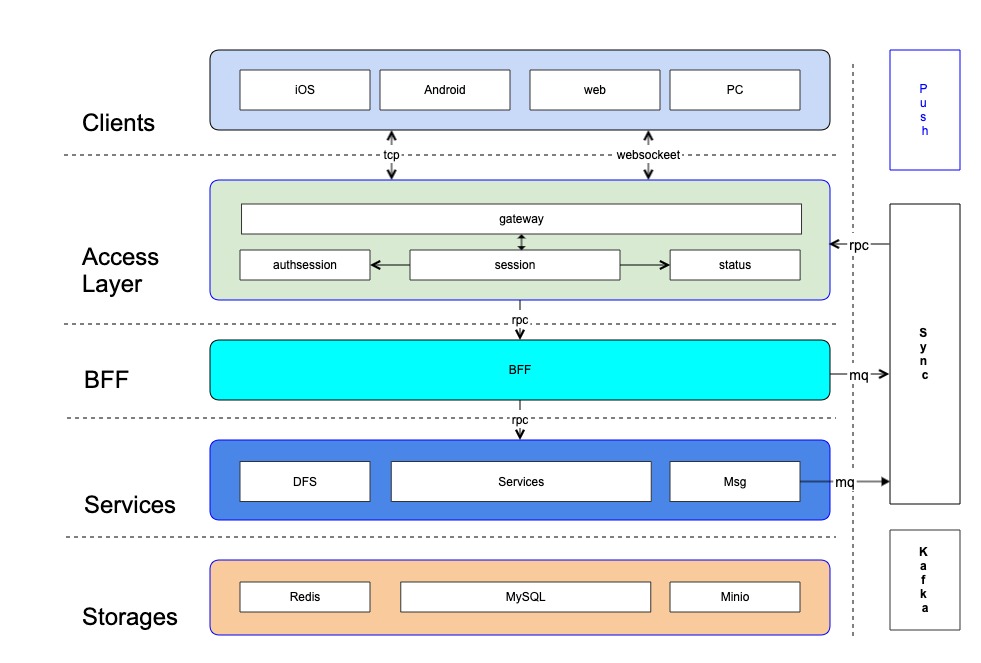 Clients
iOS
Android
web
PC
Push
tcp
websockeet
Access
Layer
gateway
authsession
session
status
rpc
rpc
Sync
BFF
BFF
mq
rpc
Services
DFS
Services
Msg
mq
Storages
Redis
MySQL
Minio
Kafka